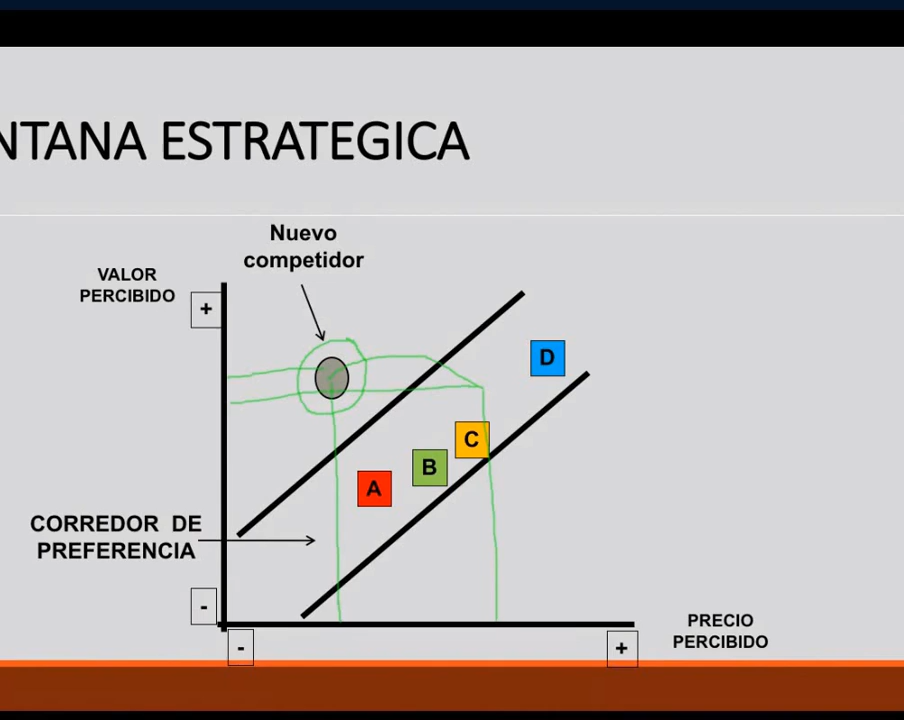 NTANA ESTRATEGICA
Nuevo
competidor
VALOR
PERCIBIDO
+
D
C
B
A
CORREDOR DE
PREFERENCIA
-
-
+
PRECIO
PERCIBIDO